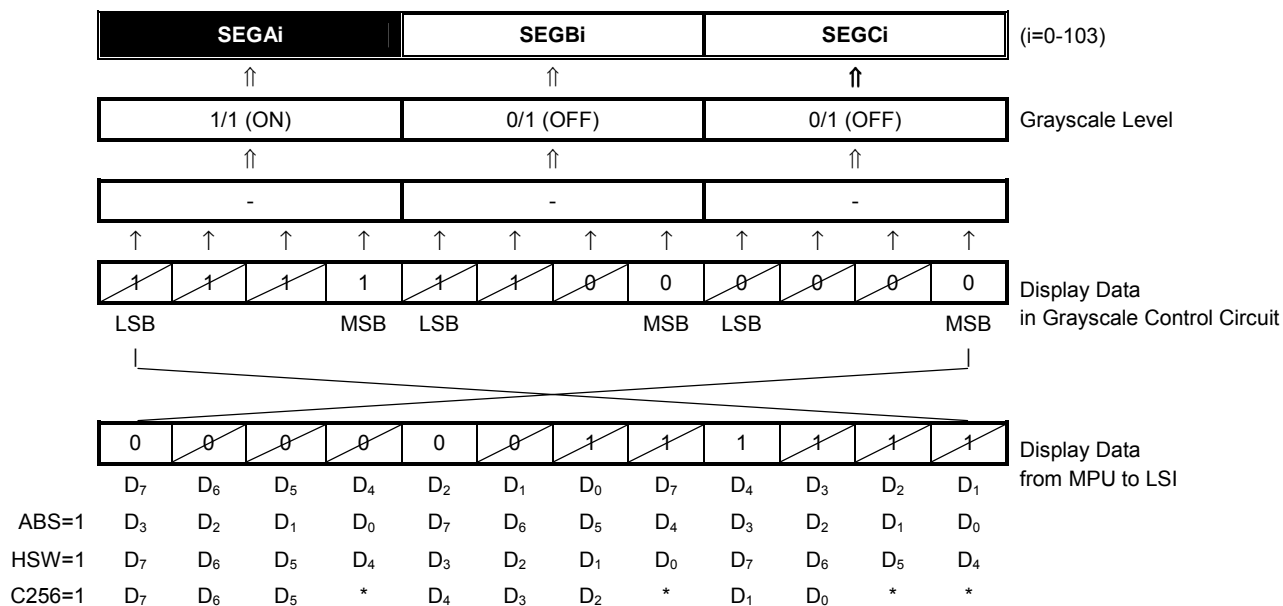 SEGAi SEGBi SEGCi (i=0-103)
⇑ ⇑ ⇑
1/1 (ON) 0/1 (OFF) 0/1 (OFF) Grayscale Level
⇑ ⇑ ⇑
- - -
↑ ↑ ↑ ↑ ↑ ↑ ↑ ↑ ↑ ↑ ↑ ↑
1 1 1 1 1 1 0 0 0 0 0 0 Display Data
in Grayscale Control Circuit
LSB MSB LSB MSB LSB MSB
0 0 0 0 0 0 1 1 1 1 1 1 Display Data
from MPU to LSI
D₇ D₆ D₅ D₄ D₂ D₁ D₀ D₇ D₄ D₃ D₂ D₁
ABS=1 D₃ D₂ D₁ D₀ D₇ D₆ D₅ D₄ D₃ D₂ D₁ D₀
HSW=1 D₇ D₆ D₅ D₄ D₃ D₂ D₁ D₀ D₇ D₆ D₅ D₄
C256=1 D₇ D₆ D₅ * D₄ D₃ D₂ * D₁ D₀ * *